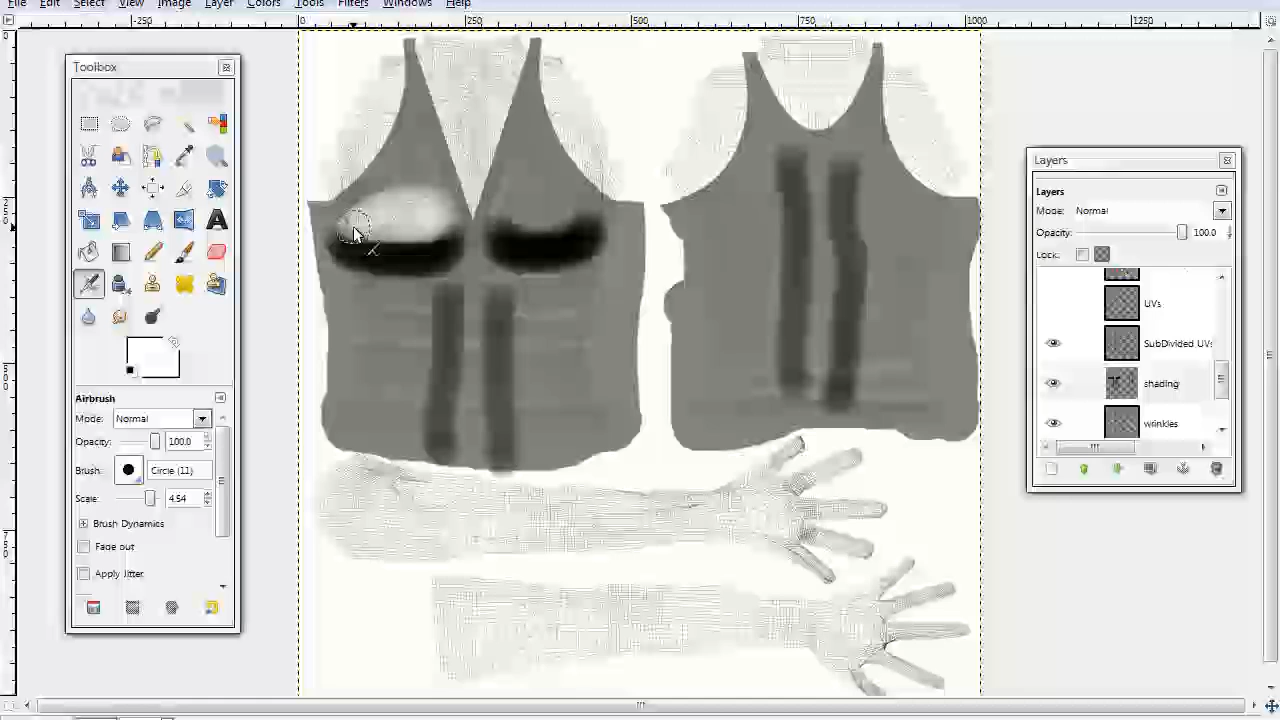 File Edit Select View Image Layer Colors Tools Filters Windows Help
-250 0 250 500 750 1000 1250
Toolbox
Airbrush
Mode: Normal
Opacity: 100.0
Brush: Circle (11)
Scale: 4.54
Brush Dynamics
Fade out
Apply Jitter
Layers
Layers
Mode: Normal
Opacity: 100.0
Lock:
UVs
SubDivided UVs
shading
wrinkles